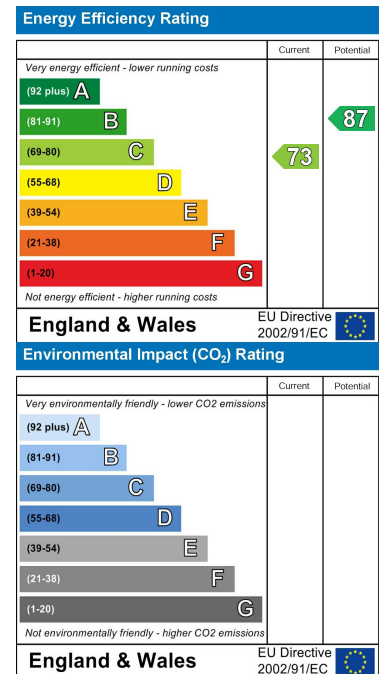 Energy Efficiency Rating
Current Potential
Very energy efficient - lower running costs
(92 plus) A
(81-91) B 87
(69-80) C 73
(55-68) D
(39-54) E
(21-38) F
(1-20) G
Not energy efficient - higher running costs
England & Wales EU Directive
2002/91/EC
Environmental Impact (CO₂) Rating
Current Potential
Very environmentally friendly - lower CO2 emissions
(92 plus) A
(81-91) B
(69-80) C
(55-68) D
(39-54) E
(21-38) F
(1-20) G
Not environmentally friendly - higher CO2 emissions
England & Wales EU Directive
2002/91/EC